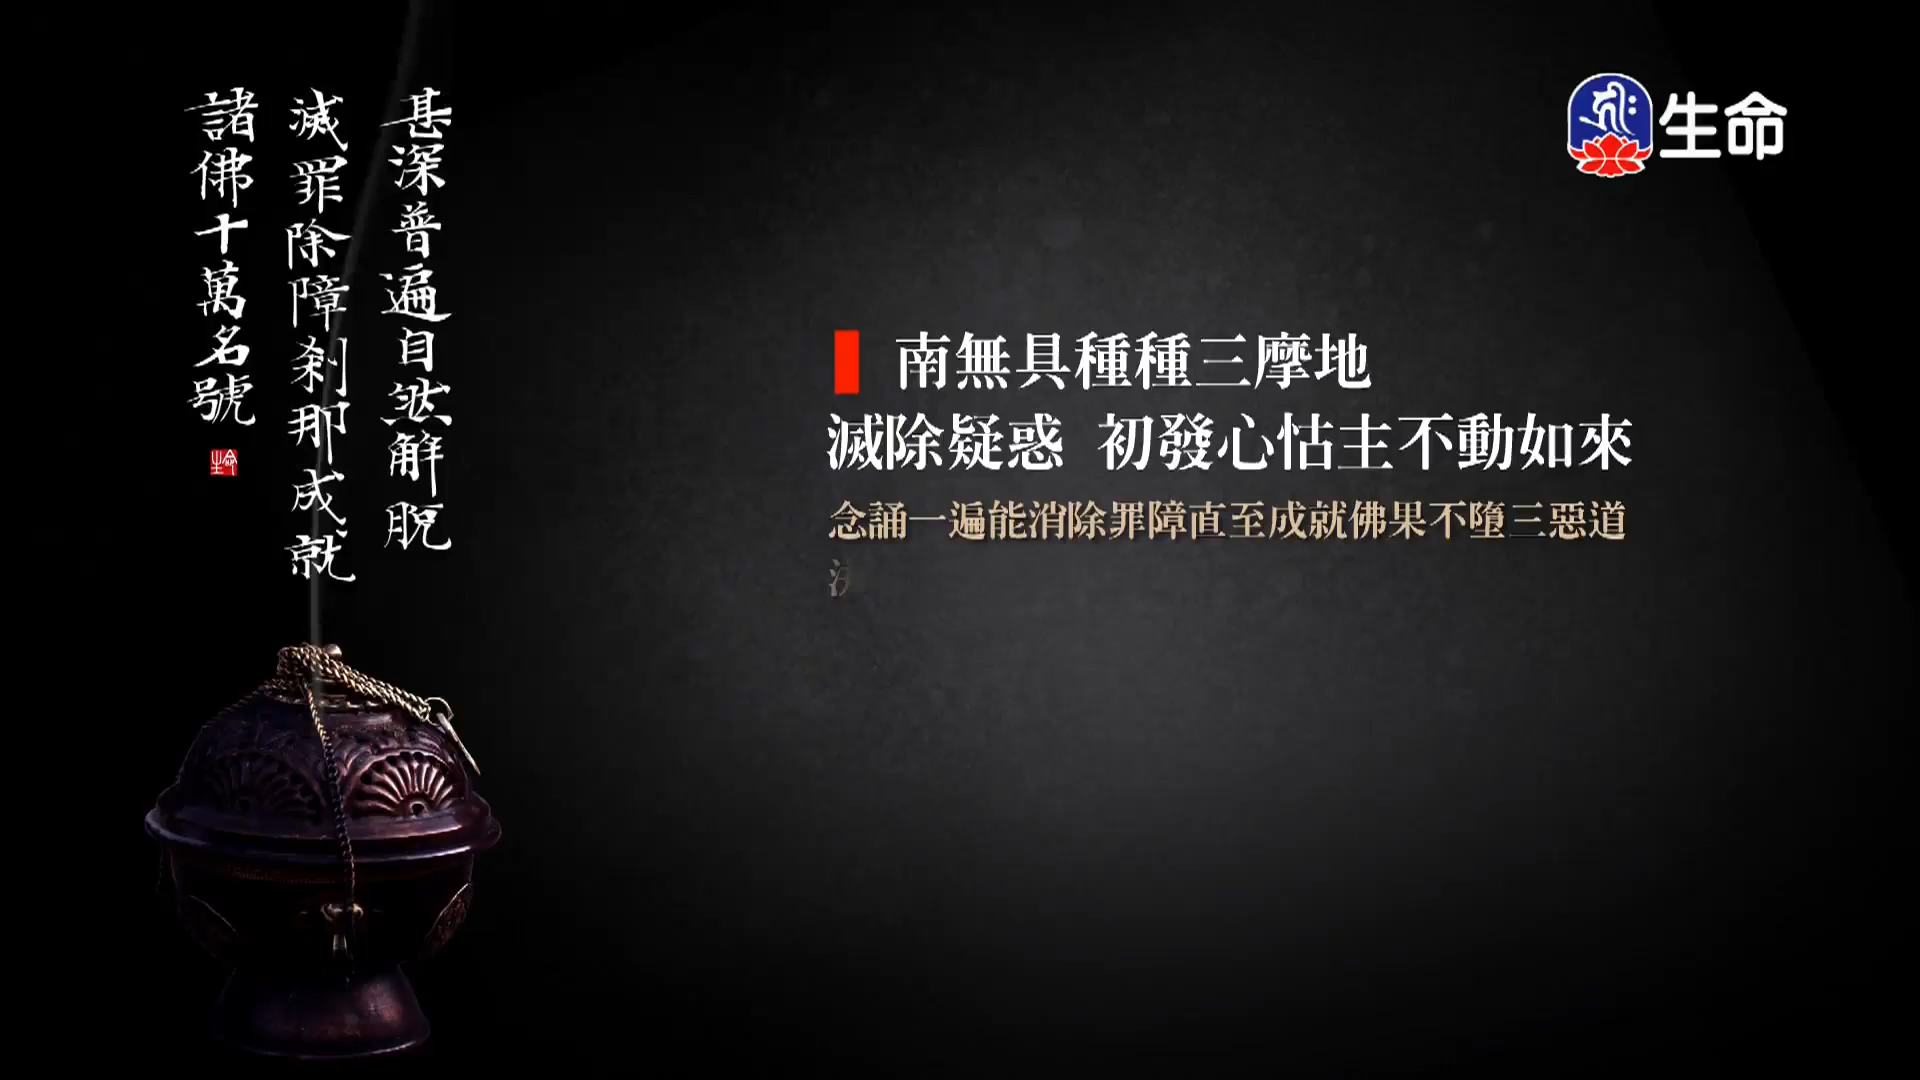 甚深普遍自然解脫
滅罪除障剎那成就
諸佛十萬名號
生命
生命
南無具種種三摩地
滅除疑惑 初發心怙主不動如來
念誦一遍能消除罪障直至成就佛果不墮三惡道